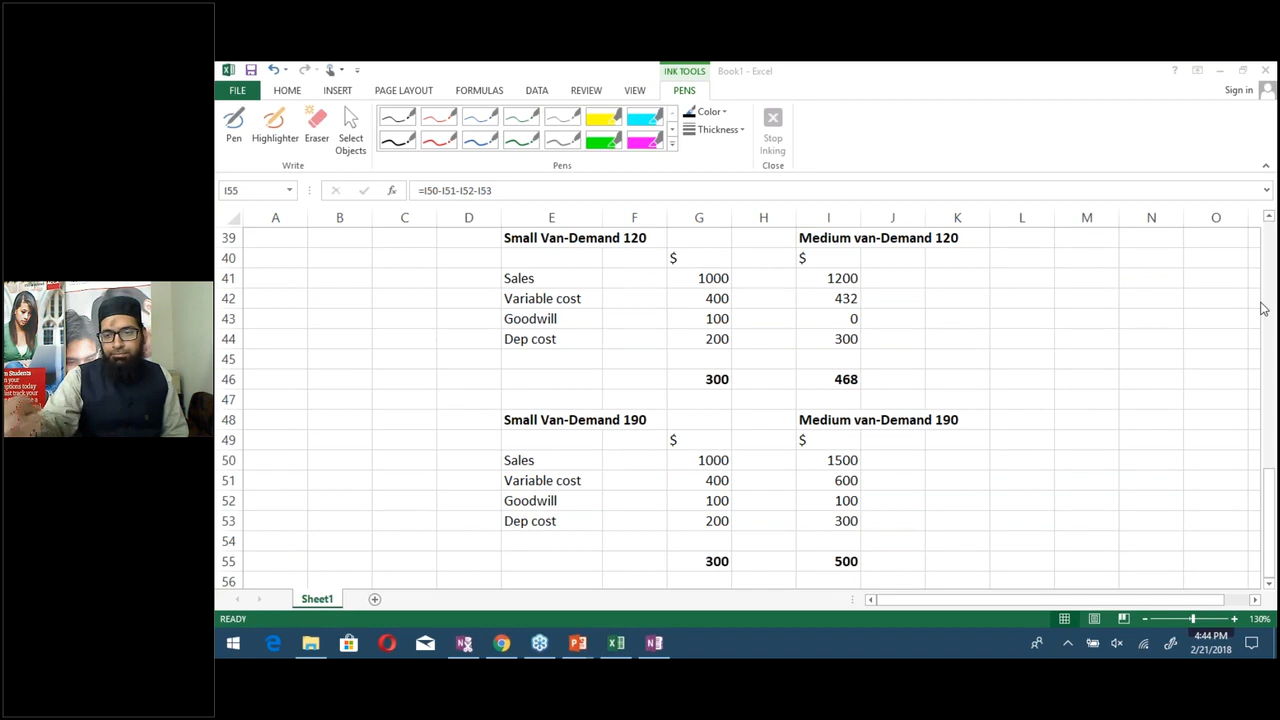 INK TOOLS
Book1 - Excel
FILE HOME INSERT PAGE LAYOUT FORMULAS DATA REVIEW VIEW PENS
Sign in
Pen Highlighter Eraser Select Objects
Color
Thickness
Stop Inking
Write Pens Close
I55 fx =I50-I51-I52-I53
A B C D E F G H I J K L M N O
39 Small Van-Demand 120 Medium van-Demand 120
40 $ $
41 Sales 1000 1200
42 Variable cost 400 432
43 Goodwill 100 0
44 Dep cost 200 300
45
46 300 468
47
48 Small Van-Demand 190 Medium van-Demand 190
49 $ $
50 Sales 1000 1500
51 Variable cost 400 600
52 Goodwill 100 100
53 Dep cost 200 300
54
55 300 500
56
Sheet1
READY 130%
4:44 PM
2/21/2018
m Students